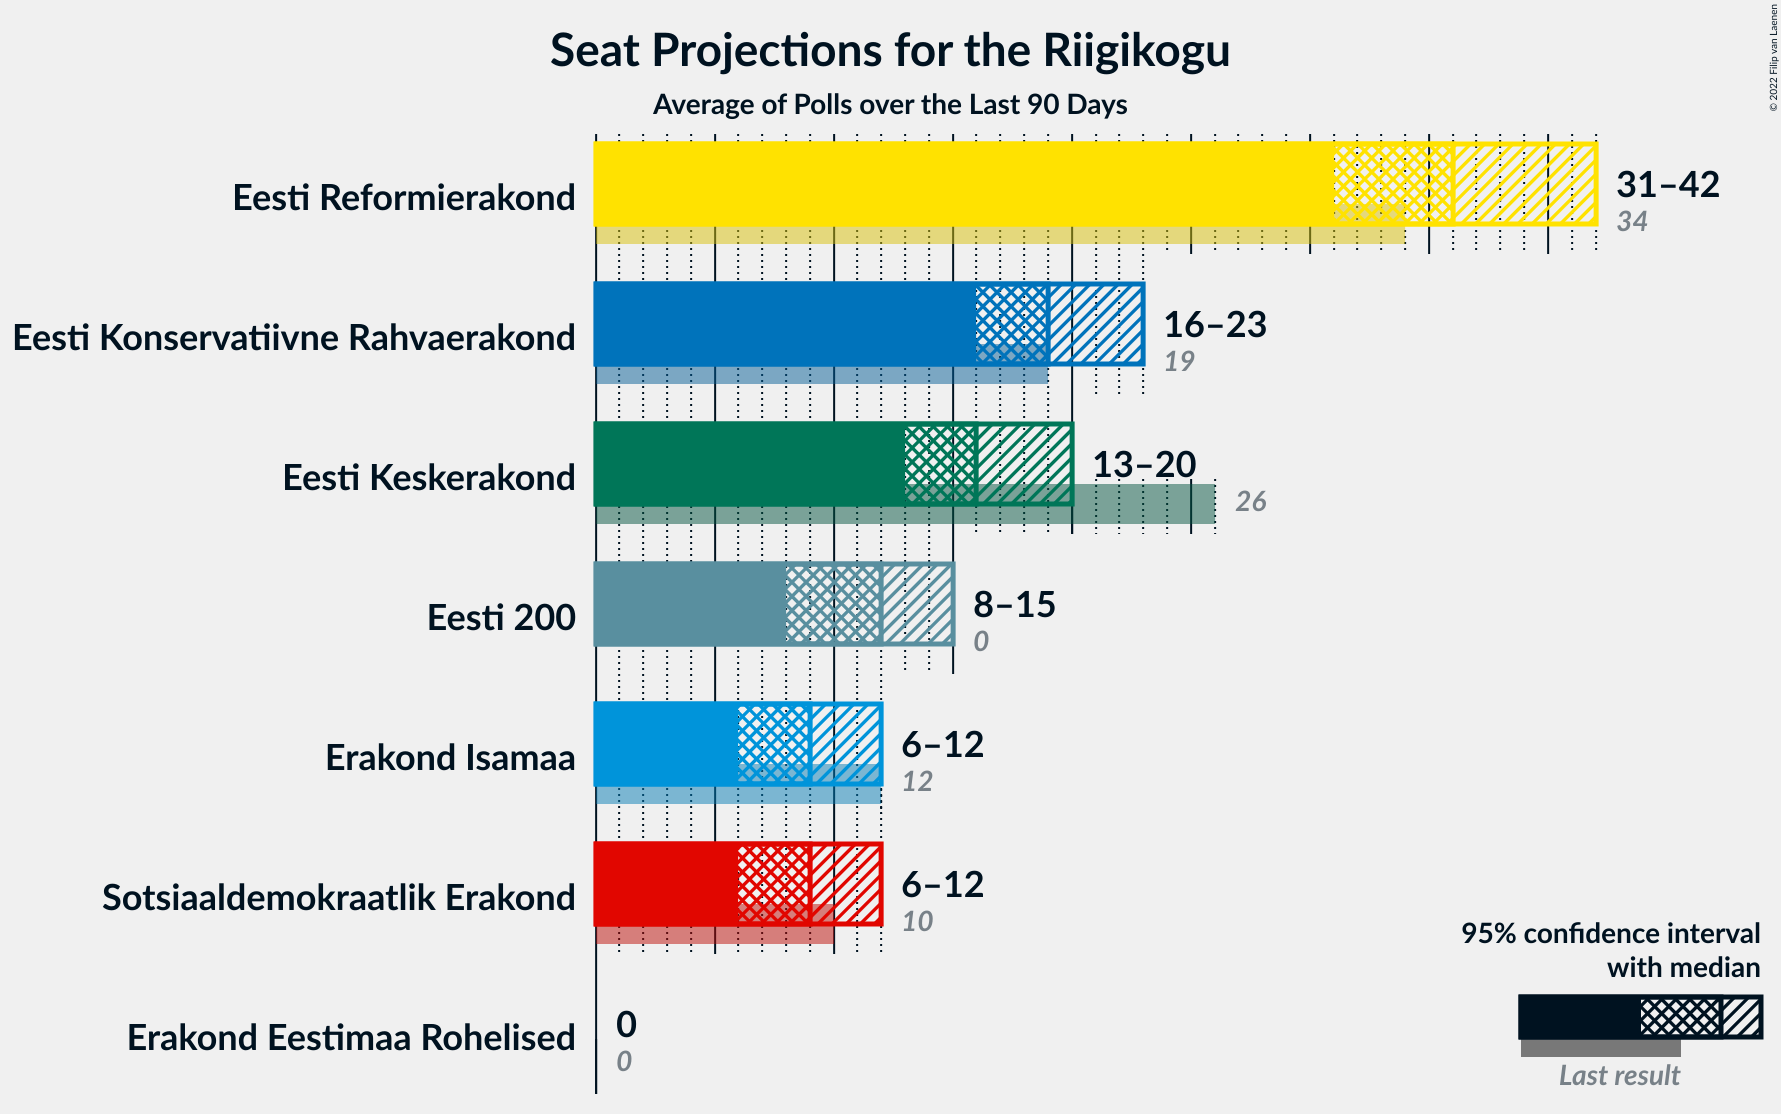 Seat Projections for the Riigikogu
Average of Polls over the Last 90 Days
© 2022 Filip van Laenen
Eesti Reformierakond
31–42
34
Eesti Konservatiivne Rahvaerakond
16–23
19
Eesti Keskerakond
13–20
26
Eesti 200
8–15
0
Erakond Isamaa
6–12
12
Sotsiaaldemokraatlik Erakond
6–12
10
Erakond Eestimaa Rohelised
0
0
95% confidence interval
with median
Last result